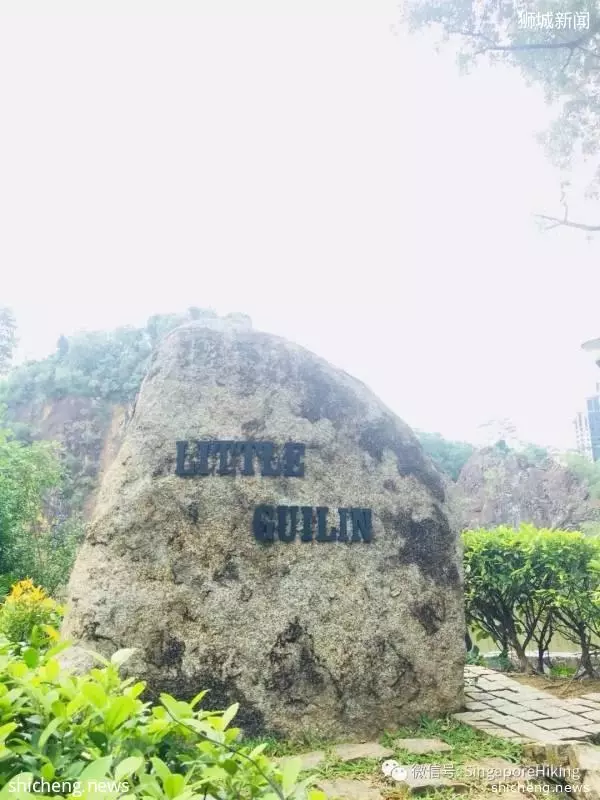 狮城新闻
LITTLE
GUILIN
微信号: SingaporeHiking
shicheng.news
shicheng.news